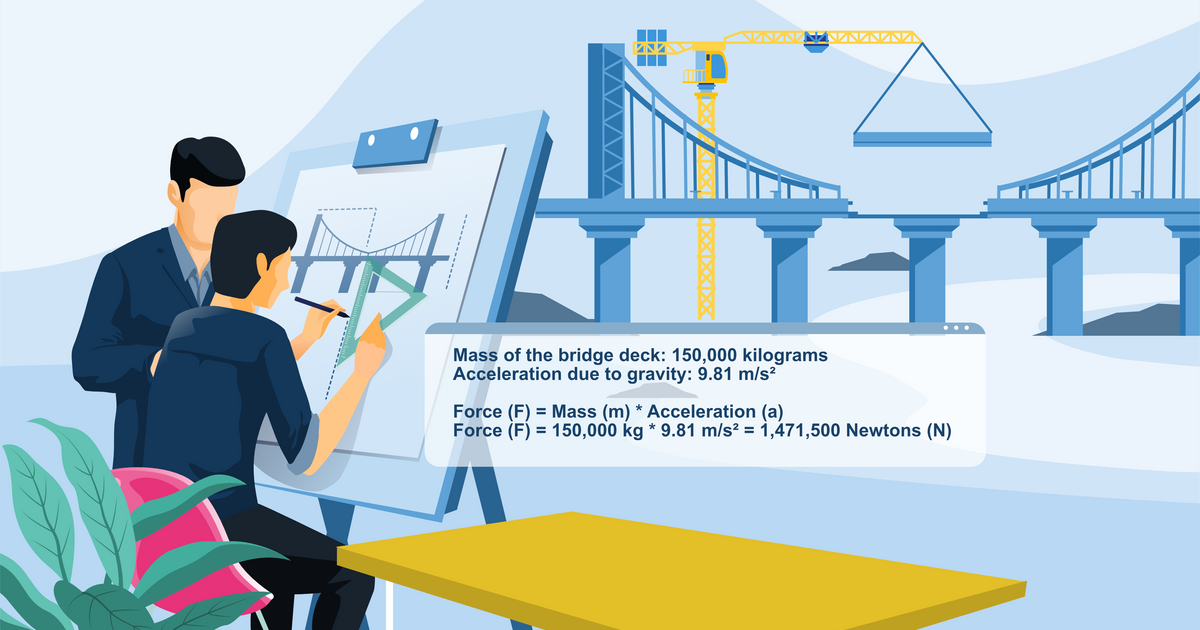 Mass of the bridge deck: 150,000 kilograms
Acceleration due to gravity: 9.81 m/s²
Force (F) = Mass (m) * Acceleration (a)
Force (F) = 150,000 kg * 9.81 m/s² = 1,471,500 Newtons (N)